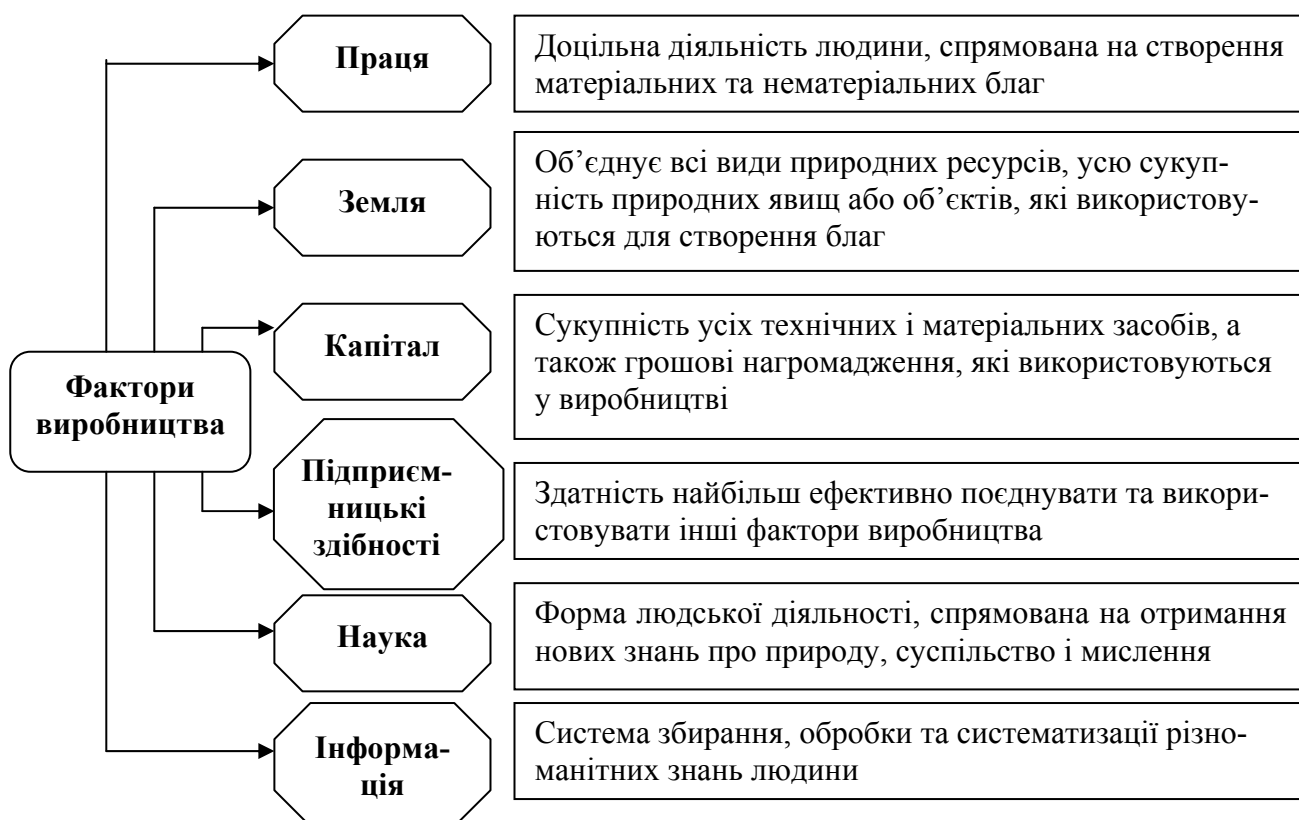 Праця
Доцільна діяльність людини, спрямована на створення
матеріальних та нематеріальних благ
Земля
Об’єднує всі види природних ресурсів, усю сукуп-
ність природних явищ або об’єктів, які використову-
ються для створення благ
Капітал
Сукупність усіх технічних і матеріальних засобів, а
також грошові нагромадження, які використовуються
у виробництві
Фактори
виробництва
Підприєм-
ницькі
здібності
Здатність найбільш ефективно поєднувати та викори-
стовувати інші фактори виробництва
Наука
Форма людської діяльності, спрямована на отримання
нових знань про природу, суспільство і мислення
Інформа-
ція
Система збирання, обробки та систематизації різно-
манітних знань людини